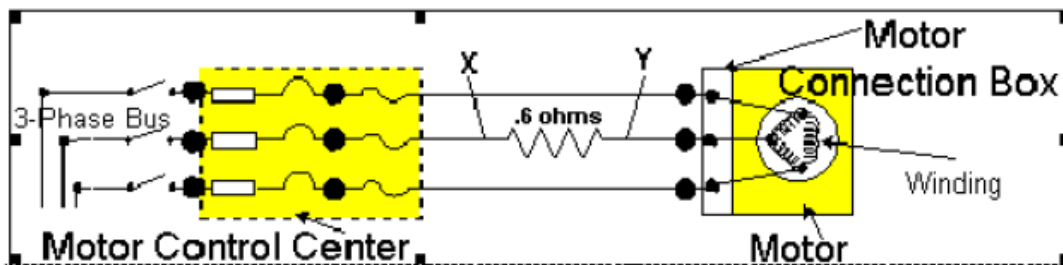 Motor
Connection Box
X
Y
3-Phase Bus
.6 ohms
Winding
Motor Control Center
Motor